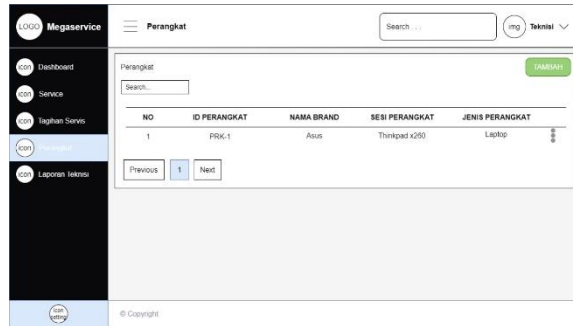 LOGO Megaservice
Perangkat
Search . . .
img Teknisi
icon Dashboard
icon Service
icon Tagihan Servis
icon Perangkat
icon Laporan Teknisi
icon setting
Perangkat
TAMBAH
Search...
NO ID PERANGKAT NAMA BRAND SESI PERANGKAT JENIS PERANGKAT
1 PRK-1 Asus Thinkpad x260 Laptop
Previous 1 Next
© Copyright